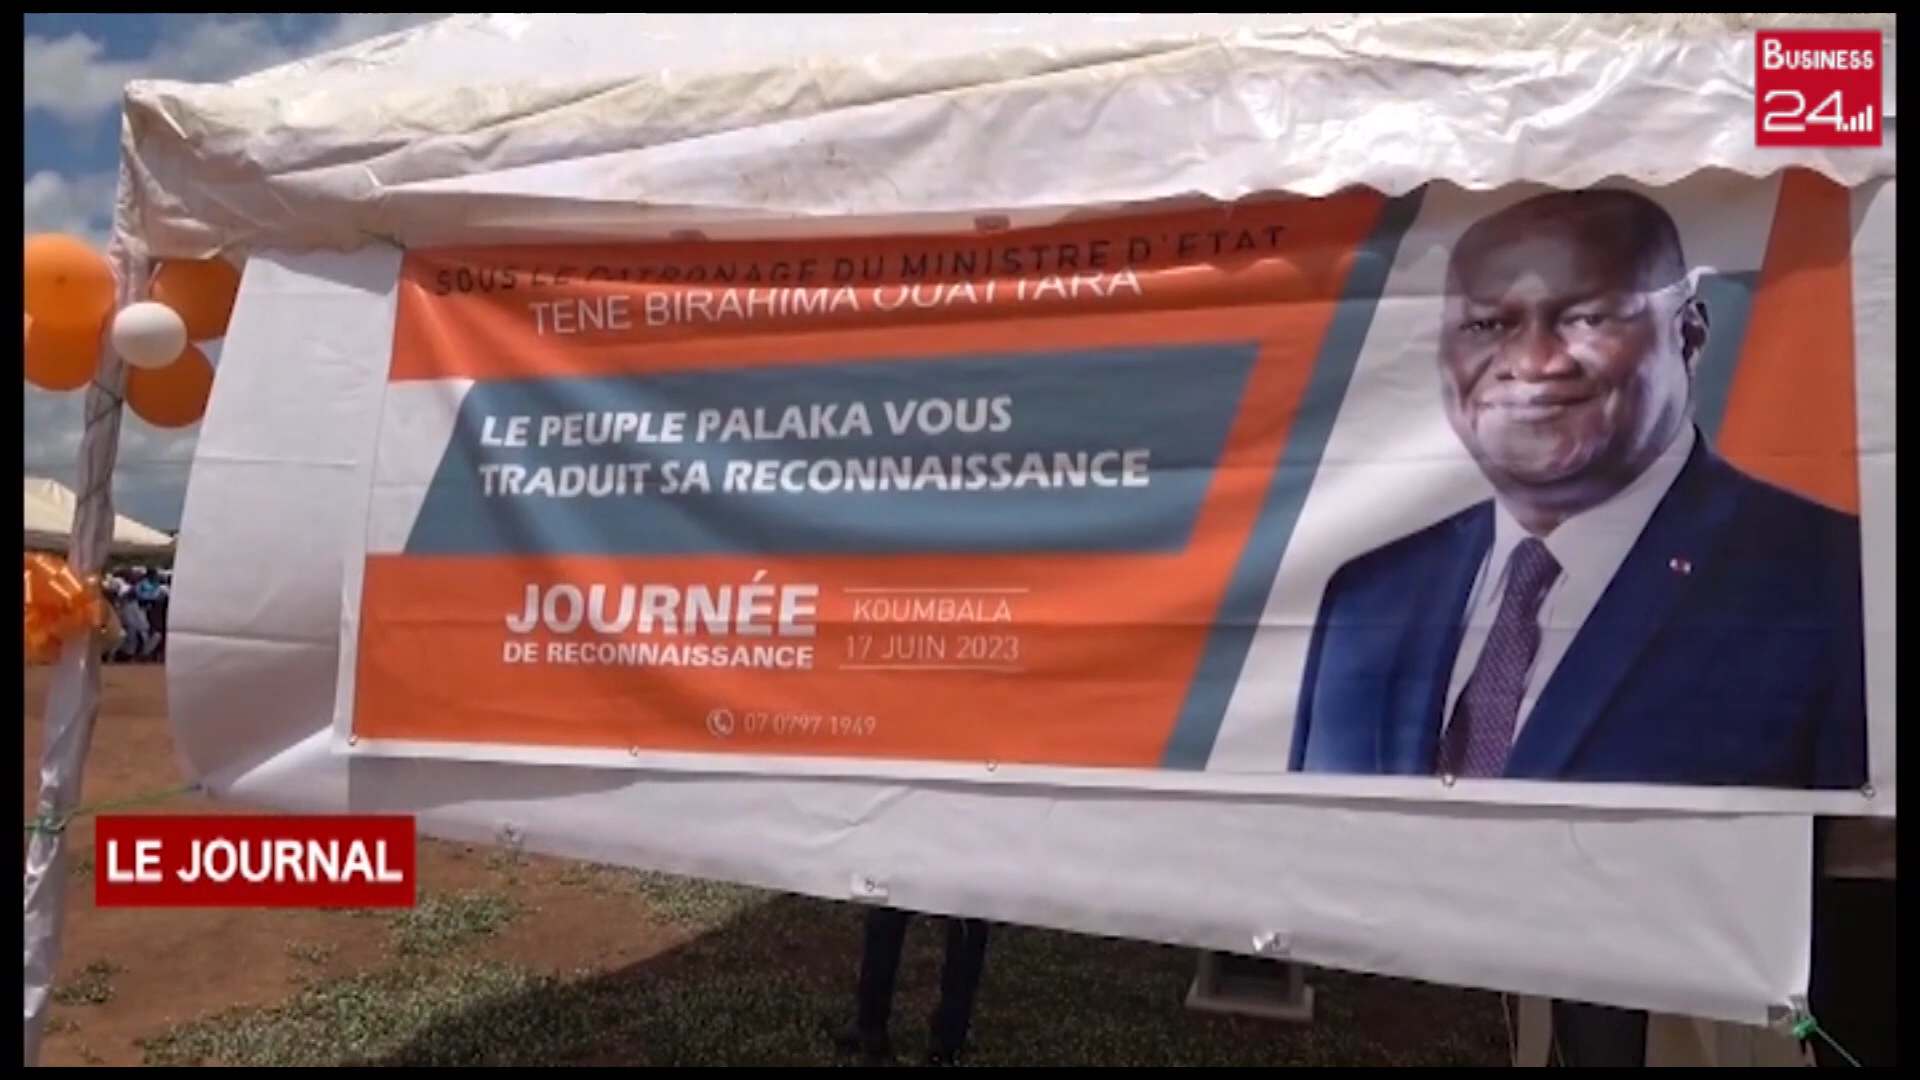 BUSINESS
24
SOUS LE PATRONAGE DU MINISTRE D'ETAT
TENE BIRAHIMA OUATTARA
LE PEUPLE PALAKA VOUS
TRADUIT SA RECONNAISSANCE
JOURNÉE
DE RECONNAISSANCE
KOUMBALA
17 JUIN 2023
07 0797 1949
LE JOURNAL